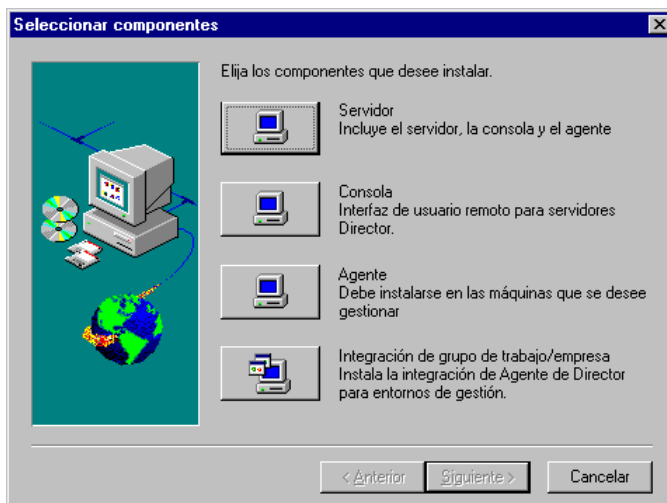 Seleccionar componentes
Elija los componentes que desee instalar.
Servidor
Incluye el servidor, la consola y el agente
Consola
Interfaz de usuario remoto para servidores
Director.
Agente
Debe instalarse en las máquinas que se desee
gestionar
Integración de grupo de trabajo/empresa
Instala la integración de Agente de Director
para entornos de gestión.
< Anterior
Siguiente >
Cancelar